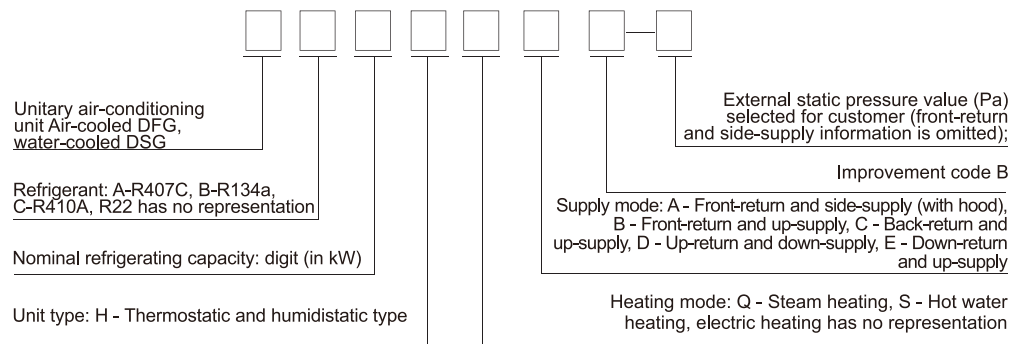 Unitary air-conditioning
unit Air-cooled DFG,
water-cooled DSG
Refrigerant: A-R407C, B-R134a,
C-R410A, R22 has no representation
Nominal refrigerating capacity: digit (in kW)
Unit type: H - Thermostatic and humidistatic type
External static pressure value (Pa)
selected for customer (front-return
and side-supply information is omitted);
Improvement code B
Supply mode: A - Front-return and side-supply (with hood),
B - Front-return and up-supply, C - Back-return and
up-supply, D - Up-return and down-supply, E - Down-return
and up-supply
Heating mode: Q - Steam heating, S - Hot water
heating, electric heating has no representation